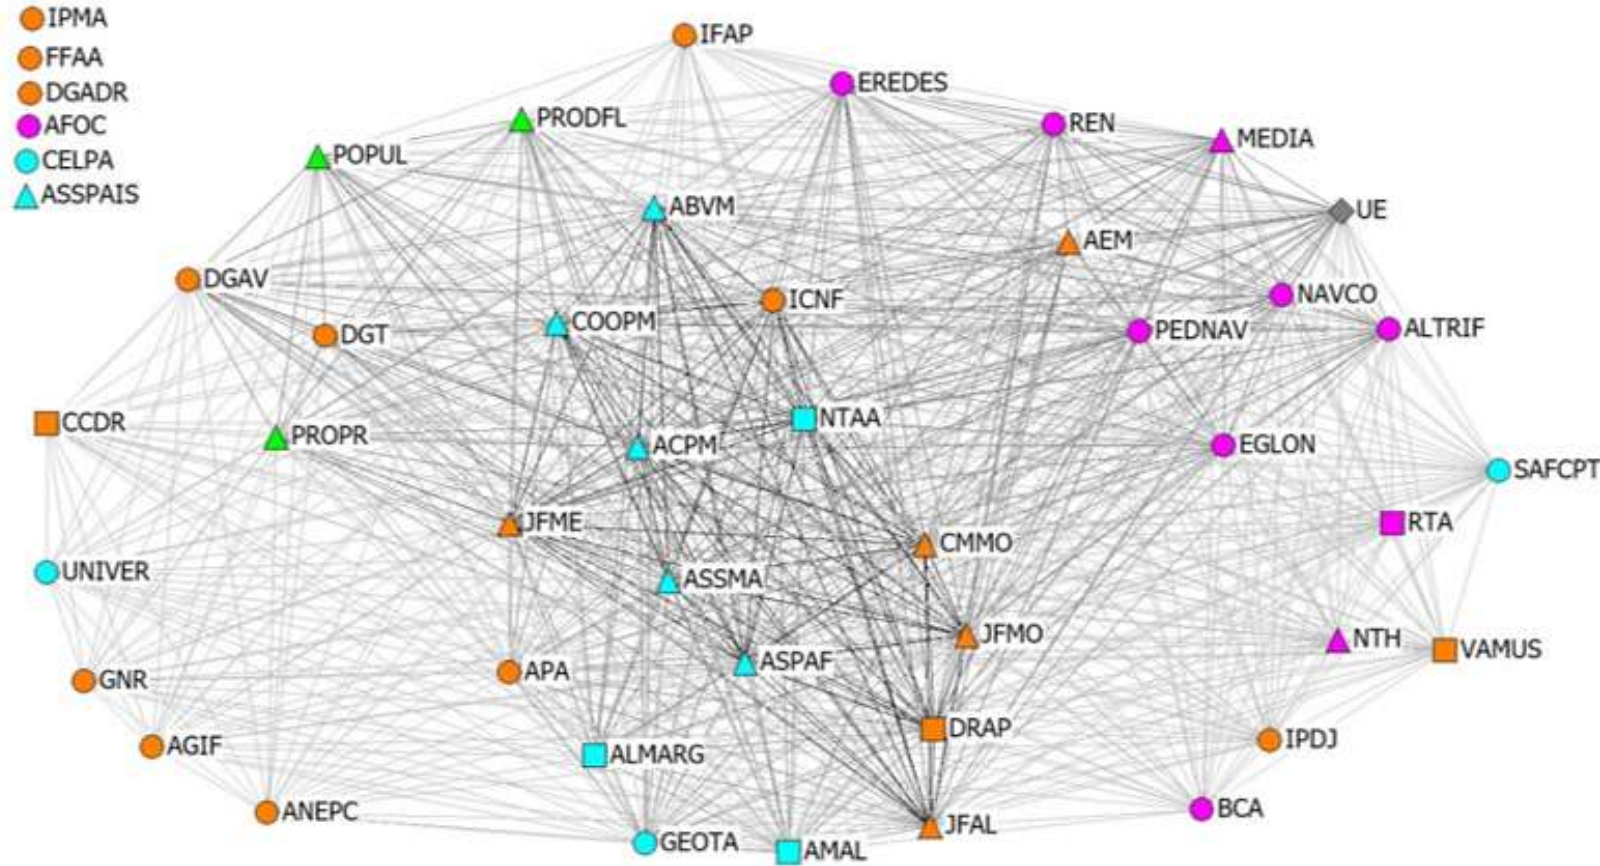 IPMA
IFAP
FFAA
EREDES
DGADR
PRODFL
REN
AFOC
MEDIA
POPUL
CELPA
ASSPAIS
ABVM
UE
AEM
DGAV
NAVCO
ICNF
COOPM
PEDNAV
ALTRIF
DGT
NTAA
CCDR
PROPR
ACPM
EGLON
SAFCPT
JFME
RTA
CMMO
UNIVER
ASSMA
JFMO
NTH
VAMUS
ASPAF
APA
GNR
DRAP
IPDJ
AGIF
ALMARG
BCA
ANEPC
JFAL
GEOTA
AMAL